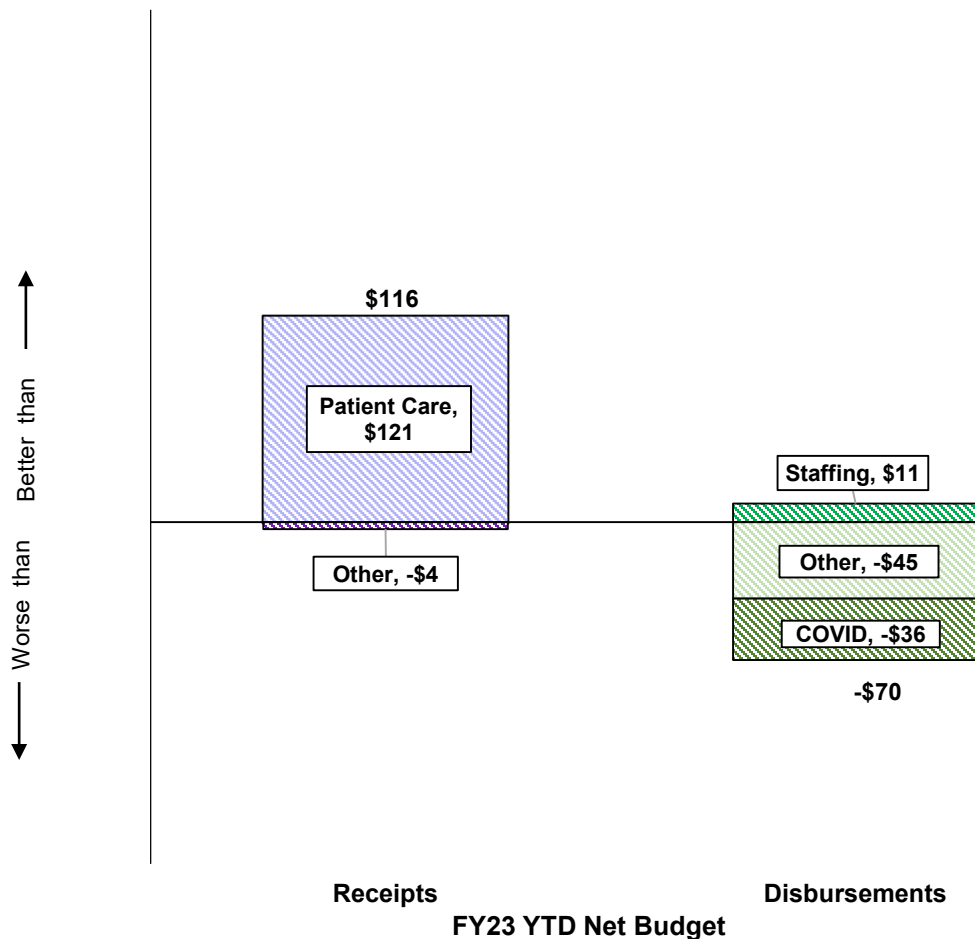 Better than
Worse than
$116
Patient Care,
$121
Other, -$4
Staffing, $11
Other, -$45
COVID, -$36
-$70
Receipts
Disbursements
FY23 YTD Net Budget